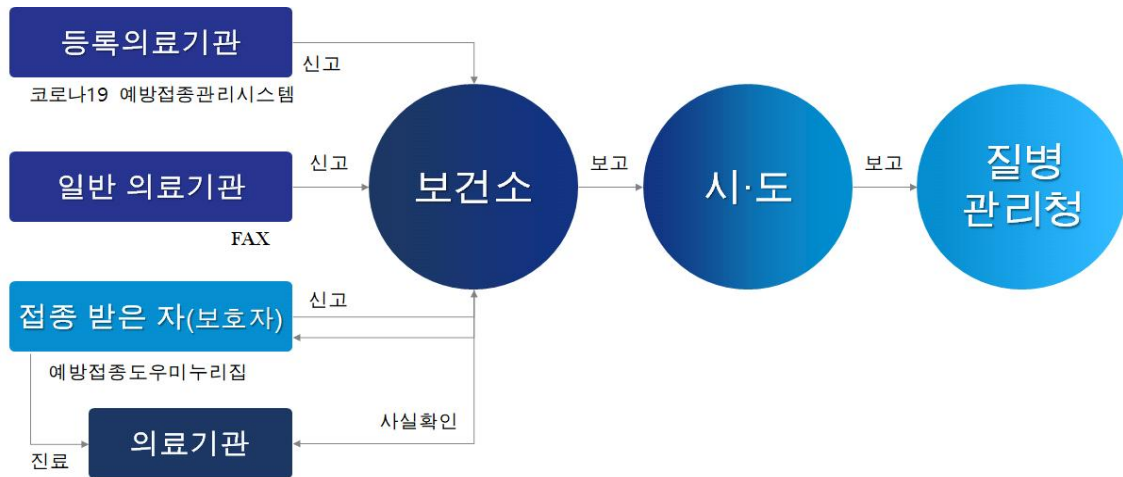 등록의료기관
신고
코로나19 예방접종관리시스템
일반 의료기관
신고
FAX
보건소
보고
시·도
보고
질병
관리청
접종 받은 자(보호자)
신고
예방접종도우미누리집
사실확인
의료기관
진료